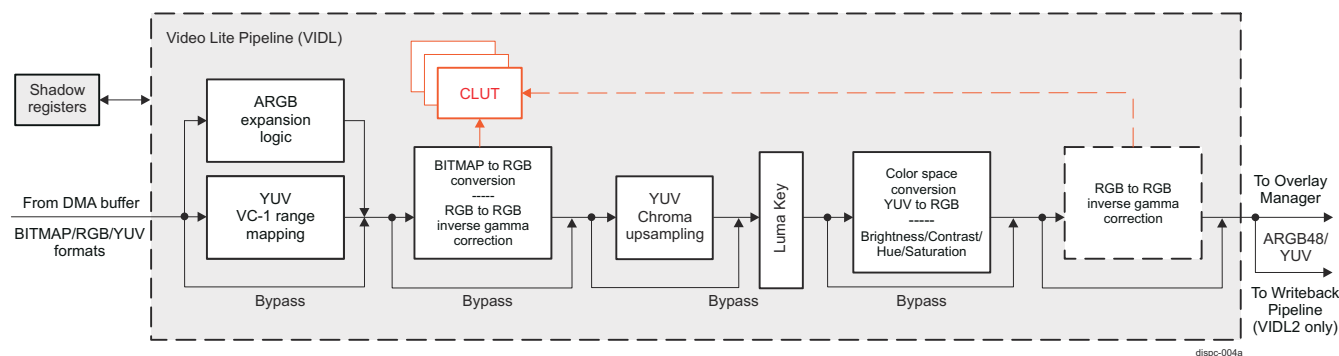 Video Lite Pipeline (VIDL)
Shadow
registers
ARGB
expansion
logic
CLUT
From DMA buffer
BITMAP/RGB/YUV
formats
YUV
VC-1 range
mapping
BITMAP to RGB
conversion
-----
RGB to RGB
inverse gamma
correction
YUV
Chroma
upsampling
Luma Key
Color space
conversion
YUV to RGB
-----
Brightness/Contrast/
Hue/Saturation
RGB to RGB
inverse gamma
correction
To Overlay
Manager
ARGB48/
YUV
To Writeback
Pipeline
(VIDL2 only)
Bypass
Bypass
Bypass
Bypass
dispc-004a